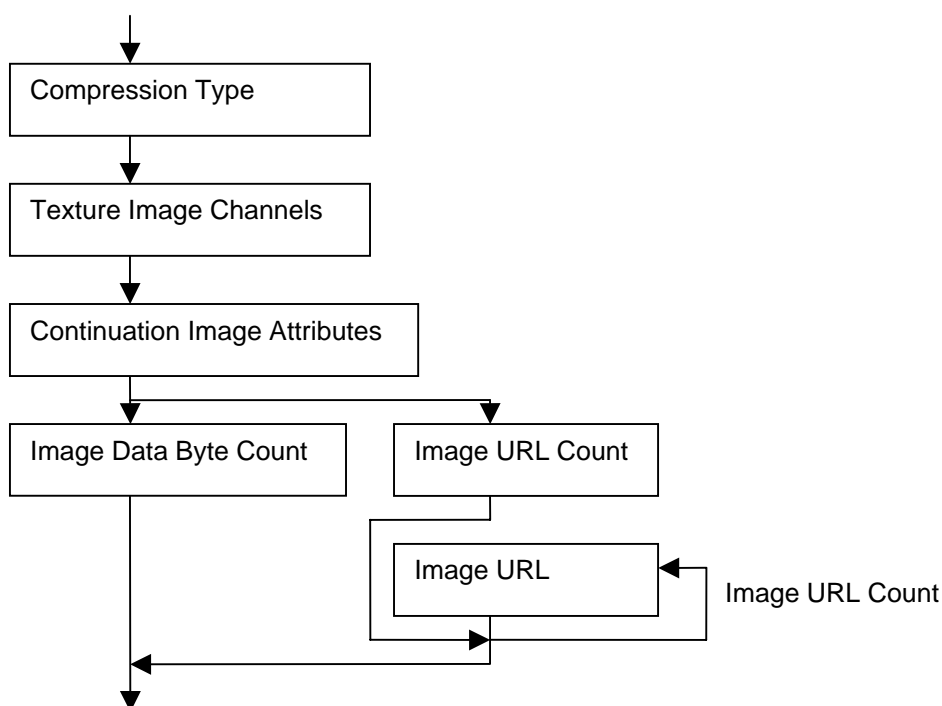 Compression Type
Texture Image Channels
Continuation Image Attributes
Image Data Byte Count
Image URL Count
Image URL
Image URL Count